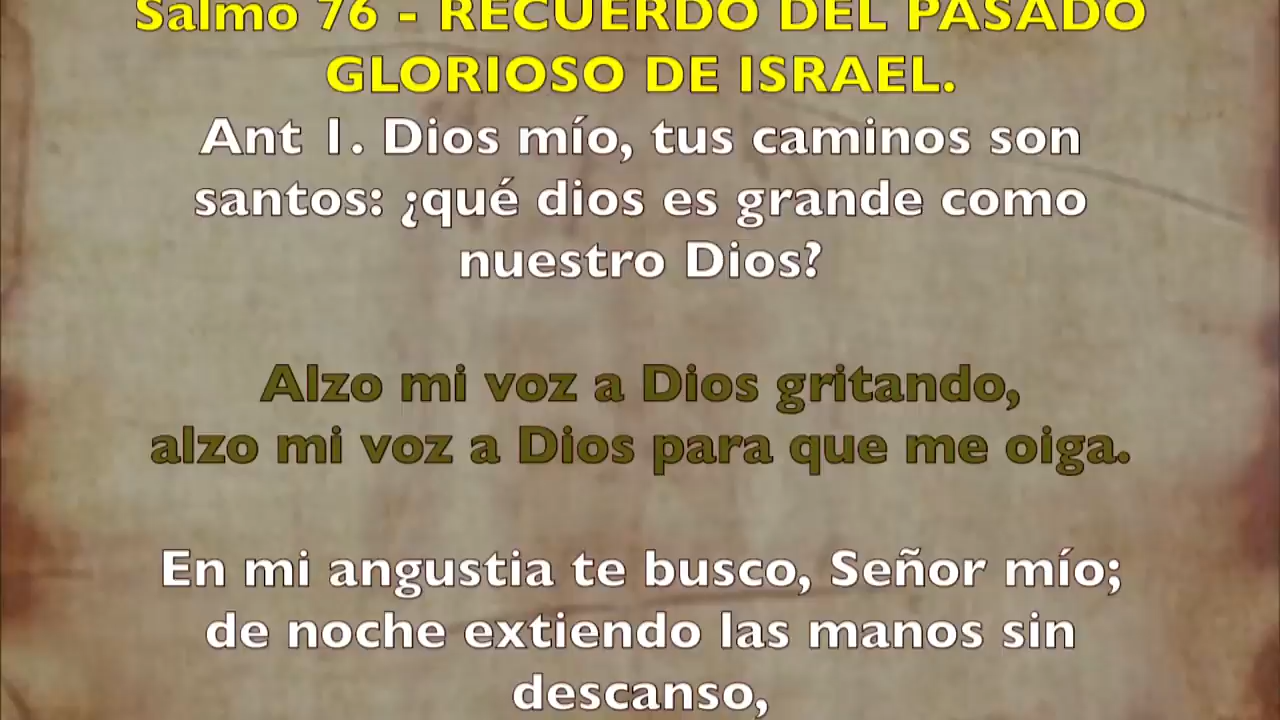 Salmo 76 - RECUERDO DEL PASADO
GLORIOSO DE ISRAEL.
Ant 1. Dios mío, tus caminos son
santos: ¿qué dios es grande como
nuestro Dios?
Alzo mi voz a Dios gritando,
alzo mi voz a Dios para que me oiga.
En mi angustia te busco, Señor mío;
de noche extiendo las manos sin
descanso,